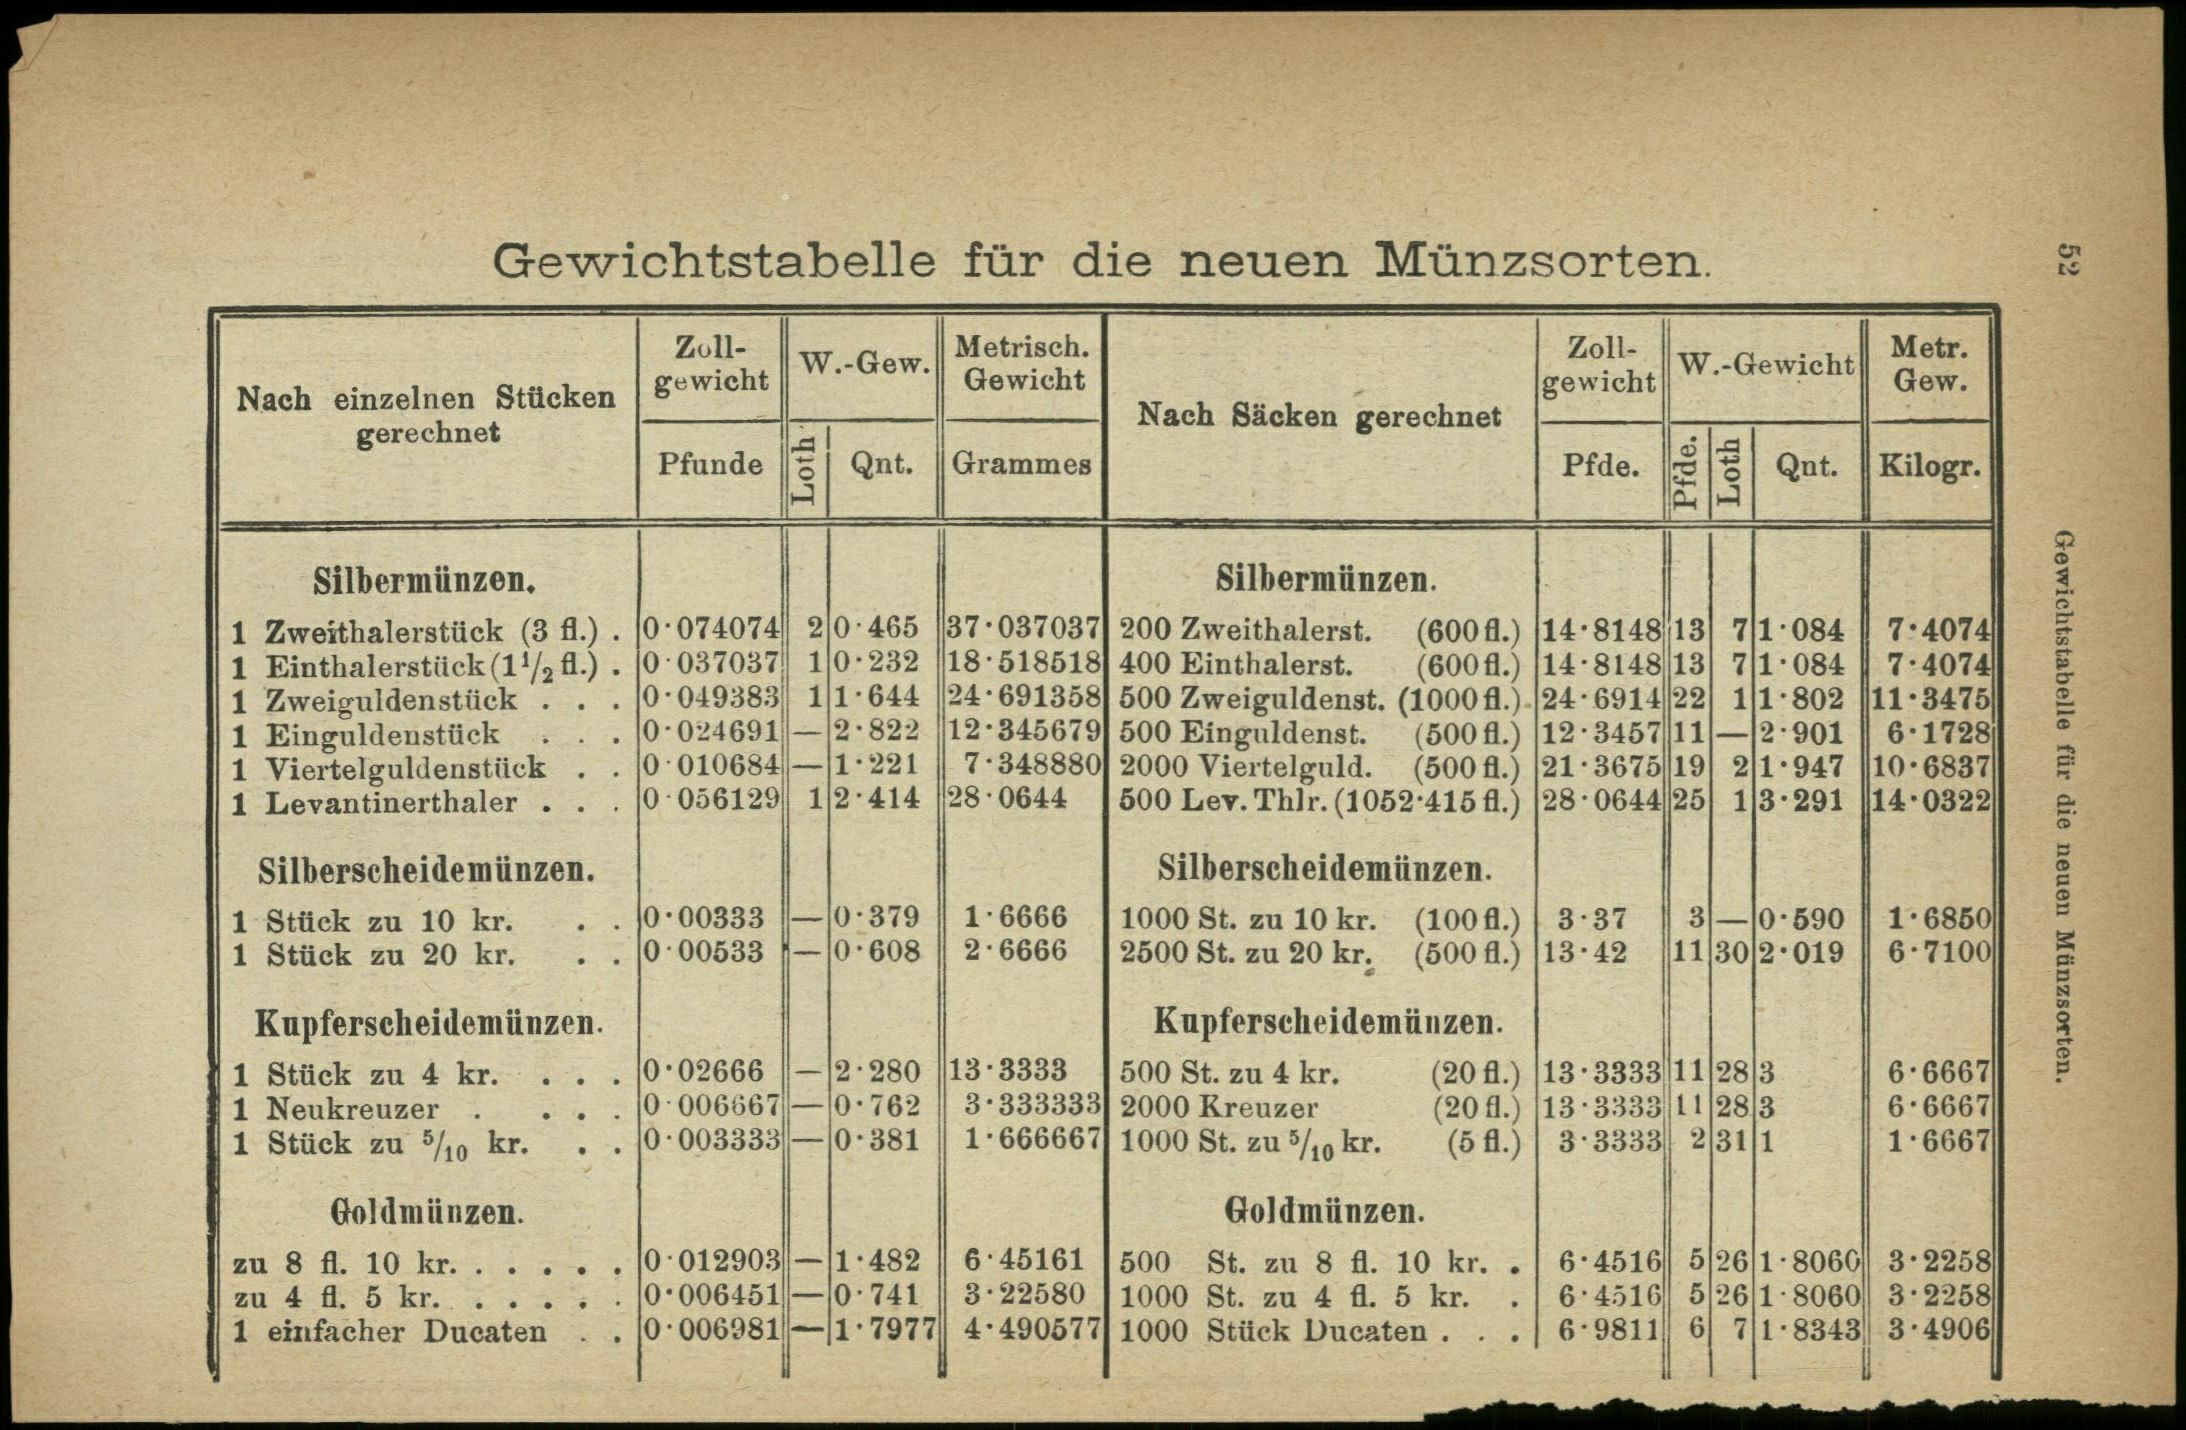 Gewichtstabelle für die neuen Münzsorten.
52
Gewichtstabelle für die neuen Münzsorten.
Nach einzelnen Stücken gerechnet | Zoll-gewicht Pfunde | W.-Gew. Loth | Qnt. | Metrisch. Gewicht Grammes | Nach Säcken gerechnet | Zoll-gewicht Pfde. | W.-Gewicht Pfde. | Loth | Qnt. | Metr. Gew. Kilogr.
Silbermünzen. | Silbermünzen.
1 Zweithalerstück (3 fl.) . | 0·074074 | 2 | 0·465 | 37·037037 | 200 Zweithalerst. (600 fl.) | 14·8148 | 13 | 7 | 1·084 | 7·4074
1 Einthalerstück (1 1/2 fl.) . | 0·037037 | 1 | 0·232 | 18·518518 | 400 Einthalerst. (600 fl.) | 14·8148 | 13 | 7 | 1·084 | 7·4074
1 Zweiguldenstück . . . | 0·049383 | 1 | 1·644 | 24·691358 | 500 Zweiguldenst. (1000 fl.) | 24·6914 | 22 | 1 | 1·802 | 11·3475
1 Einguldenstück . . . | 0·024691 | — | 2·822 | 12·345679 | 500 Einguldenst. (500 fl.) | 12·3457 | 11 | — | 2·901 | 6·1728
1 Viertelguldenstück . . | 0·010684 | — | 1·221 | 7·348880 | 2000 Viertelguld. (500 fl.) | 21·3675 | 19 | 2 | 1·947 | 10·6837
1 Levantinerthaler . . . | 0·056129 | 1 | 2·414 | 28·0644 | 500 Lev. Thlr. (1052·415 fl.) | 28·0644 | 25 | 1 | 3·291 | 14·0322
Silberscheidemünzen. | Silberscheidemünzen.
1 Stück zu 10 kr. . . | 0·00333 | — | 0·379 | 1·6666 | 1000 St. zu 10 kr. (100 fl.) | 3·37 | 3 | — | 0·590 | 1·6850
1 Stück zu 20 kr. . . | 0·00533 | — | 0·608 | 2·6666 | 2500 St. zu 20 kr. (500 fl.) | 13·42 | 11 | 30 | 2·019 | 6·7100
Kupferscheidemünzen. | Kupferscheidemünzen.
1 Stück zu 4 kr. . . . | 0·02666 | — | 2·280 | 13·3333 | 500 St. zu 4 kr. (20 fl.) | 13·3333 | 11 | 28 | 3 | 6·6667
1 Neukreuzer . . . . | 0·006667 | — | 0·762 | 3·333333 | 2000 Kreuzer (20 fl.) | 13·3333 | 11 | 28 | 3 | 6·6667
1 Stück zu 5/10 kr. . . | 0·003333 | — | 0·381 | 1·666667 | 1000 St. zu 5/10 kr. (5 fl.) | 3·3333 | 2 | 31 | 1 | 1·6667
Goldmünzen. | Goldmünzen.
zu 8 fl. 10 kr. . . . . . | 0·012903 | — | 1·482 | 6·45161 | 500 St. zu 8 fl. 10 kr. . | 6·4516 | 5 | 26 | 1·8060 | 3·2258
zu 4 fl. 5 kr. . . . . . | 0·006451 | — | 0·741 | 3·22580 | 1000 St. zu 4 fl. 5 kr. . | 6·4516 | 5 | 26 | 1·8060 | 3·2258
1 einfacher Ducaten . . | 0·006981 | — | 1·7977 | 4·490577 | 1000 Stück Ducaten . . . | 6·9811 | 6 | 7 | 1·8343 | 3·4906